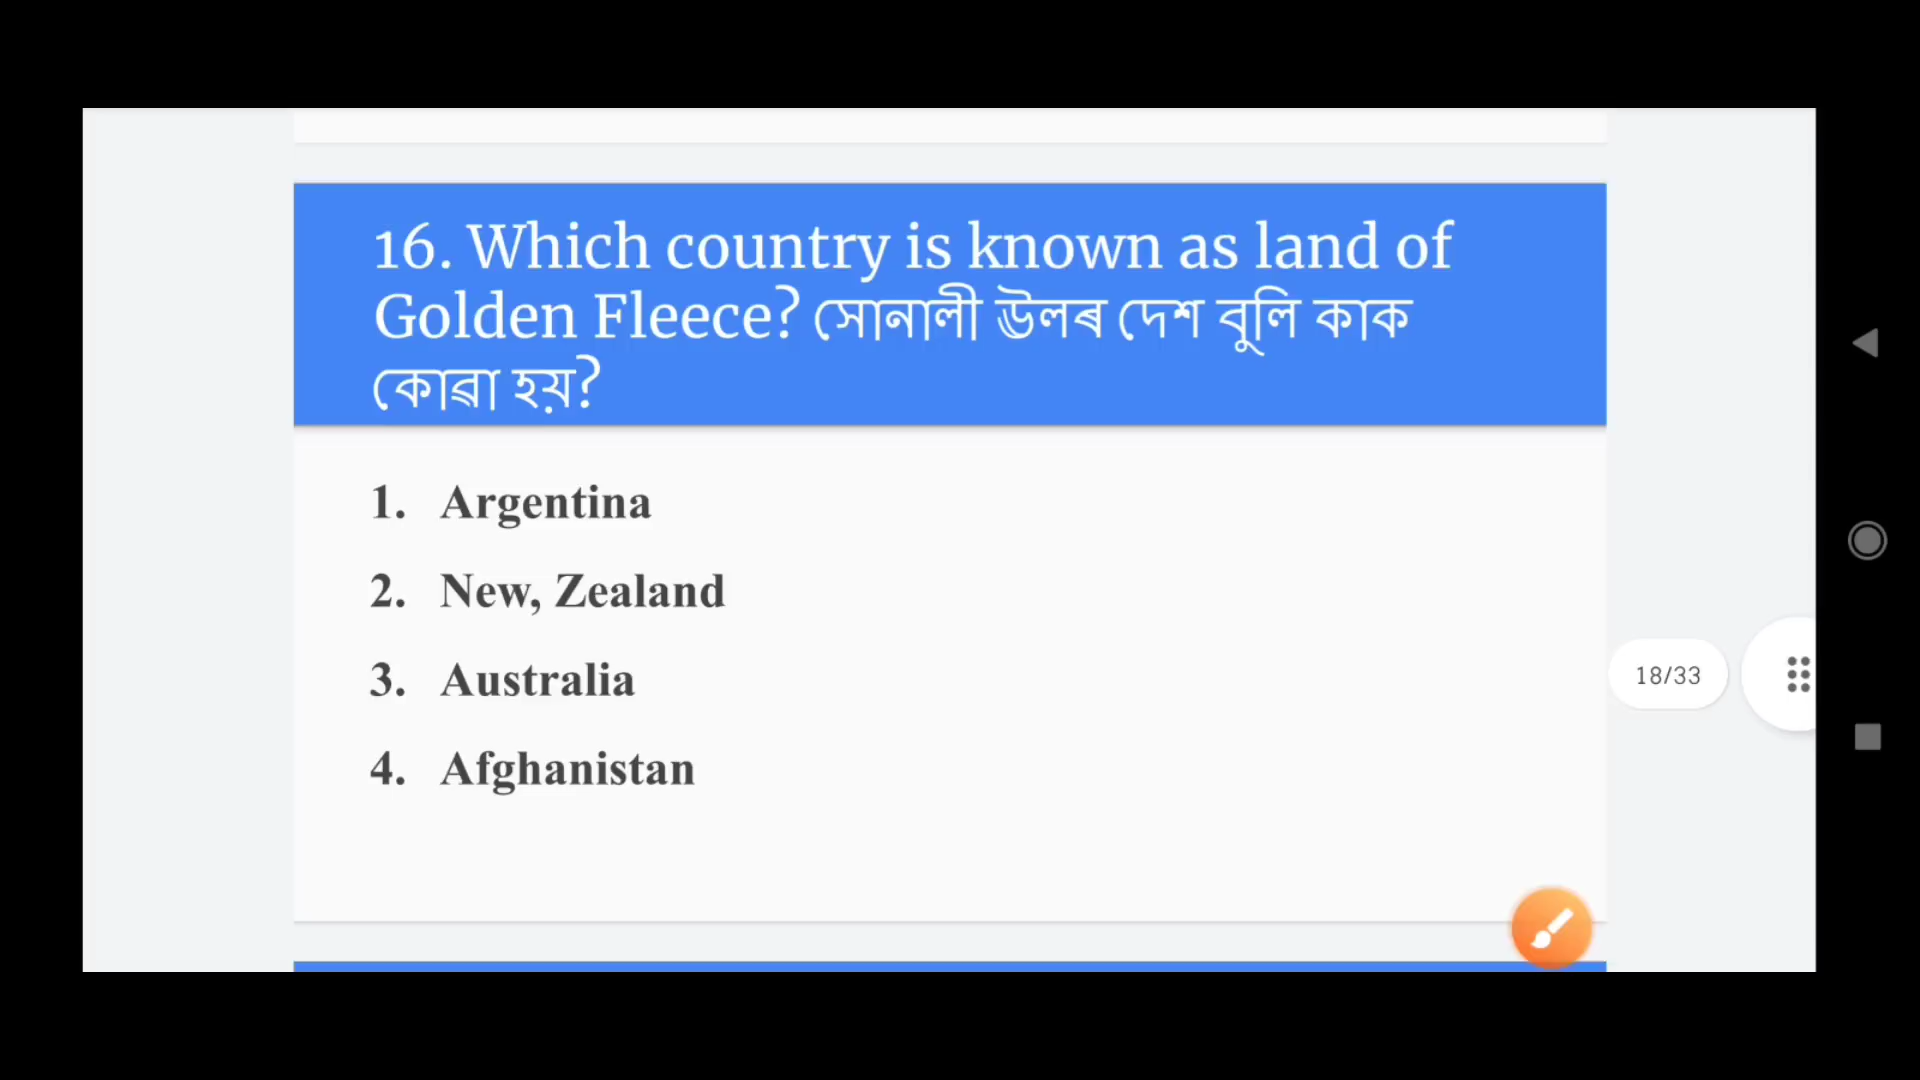 16. Which country is known as land of
Golden Fleece? সোনালী উলৰ দেশ বুলি কাক
কোৱা হয়?
1. Argentina
2. New, Zealand
3. Australia
4. Afghanistan
18/33